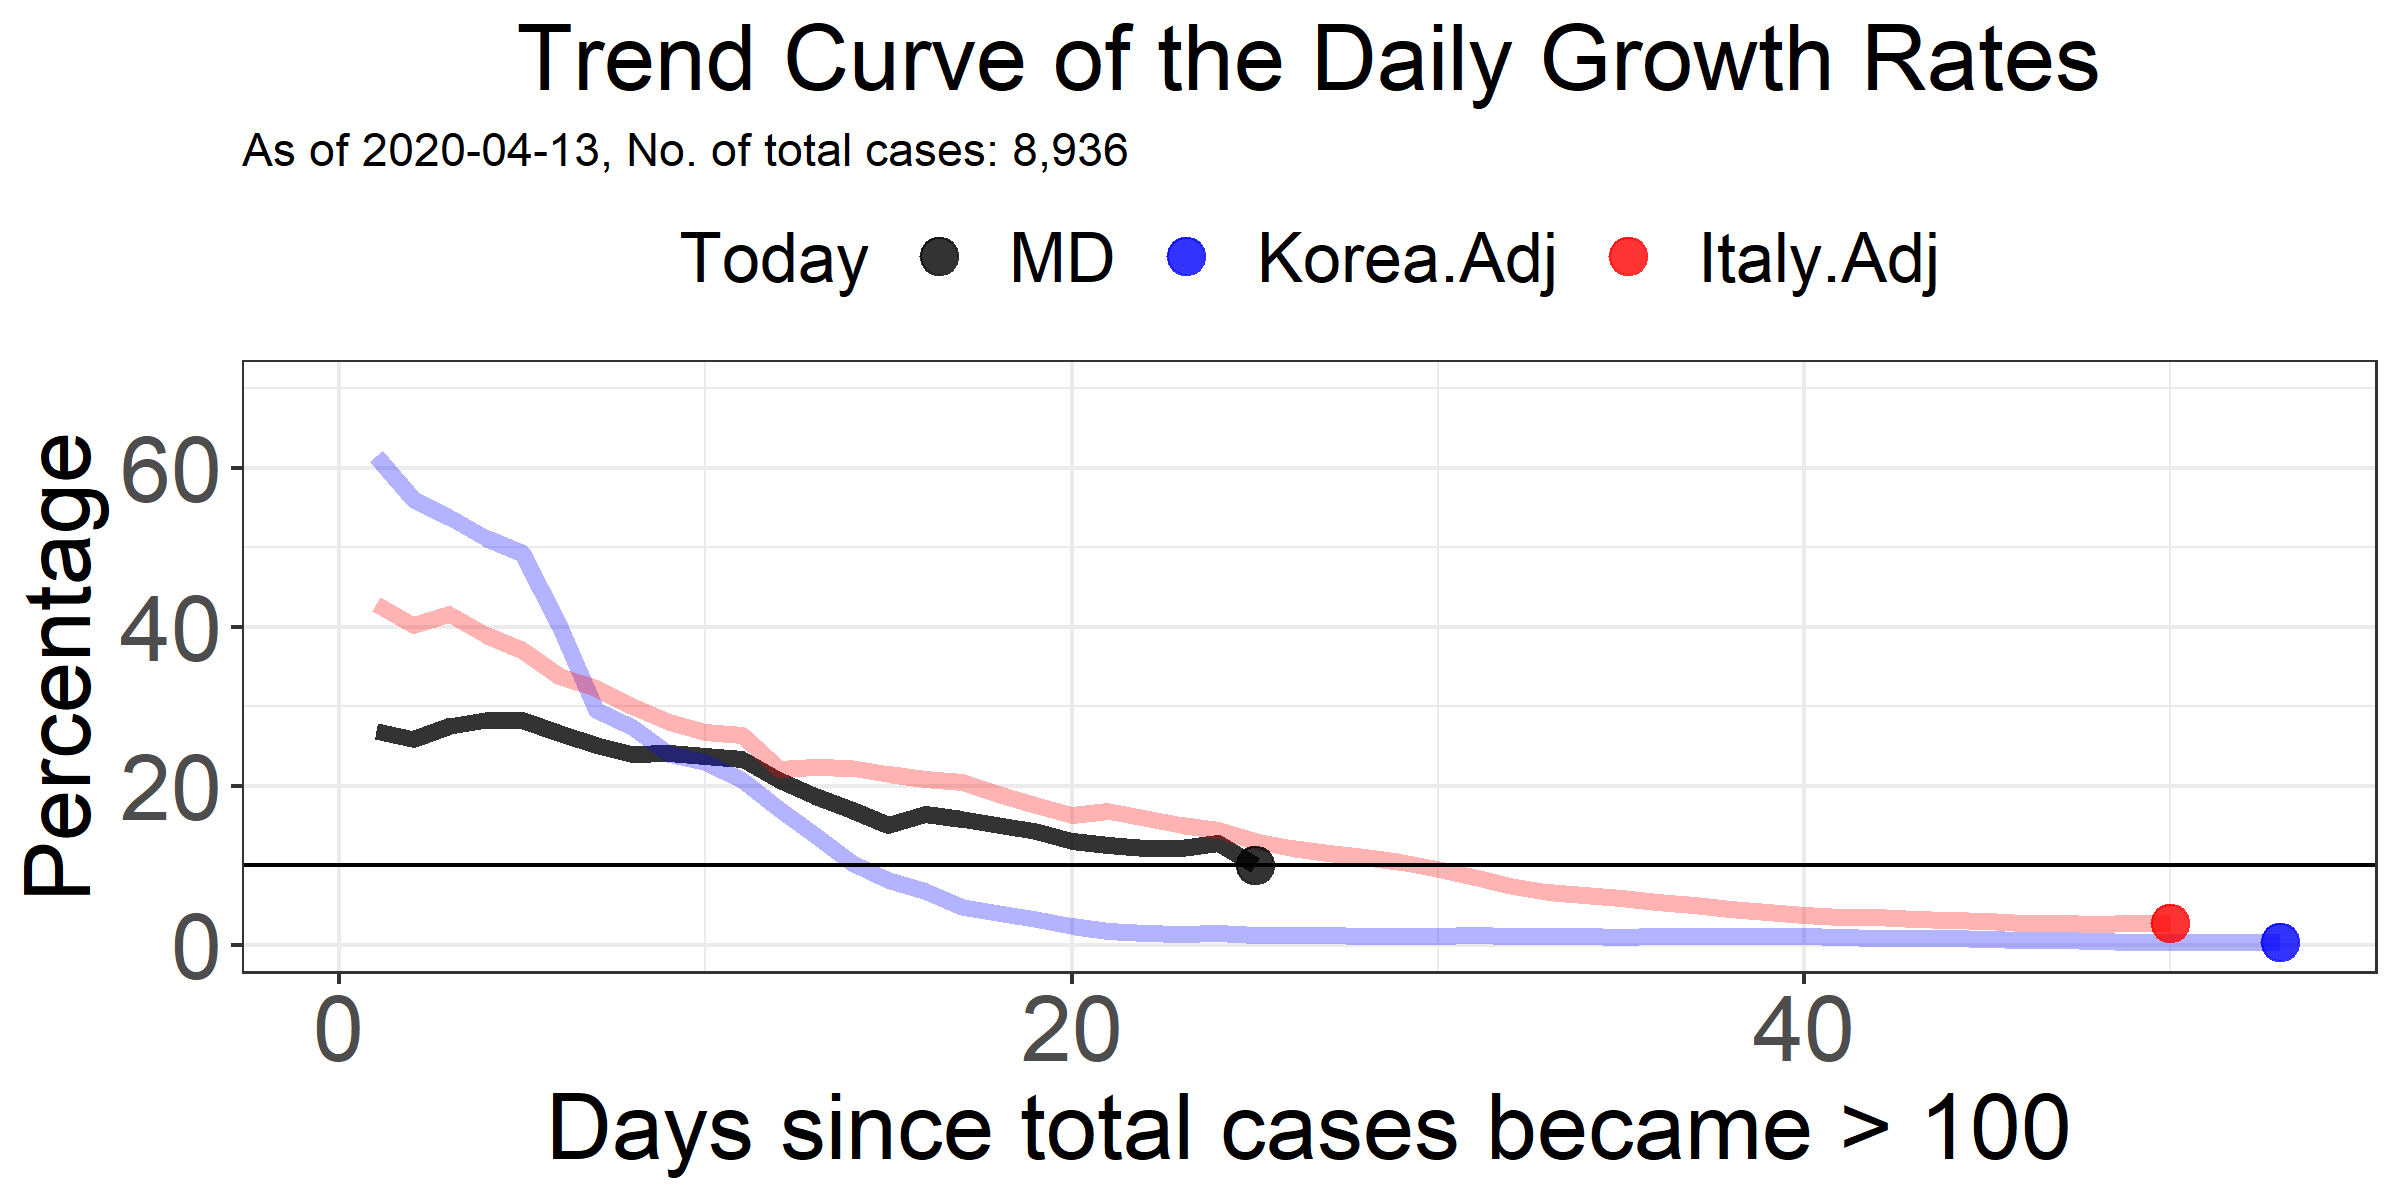 Trend Curve of the Daily Growth Rates
As of 2020-04-13, No. of total cases: 8,936
Today MD Korea.Adj Italy.Adj
Percentage
60
40
20
0
0 20 40
Days since total cases became > 100